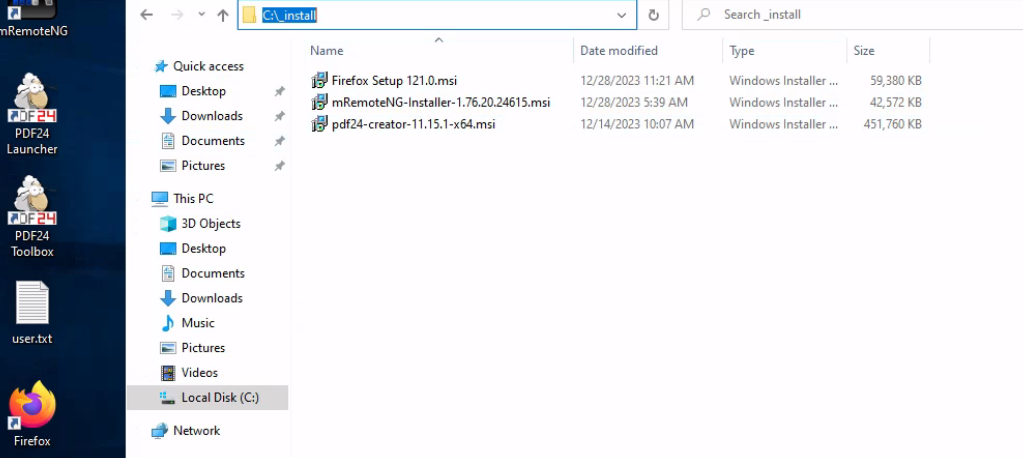 mRemoteNG
PDF24
Launcher
PDF24
Toolbox
user.txt
Firefox
C:\_install
Search _install
Name Date modified Type Size
Firefox Setup 121.0.msi 12/28/2023 11:21 AM Windows Installer ... 59,380 KB
mRemoteNG-Installer-1.76.20.24615.msi 12/28/2023 5:39 AM Windows Installer ... 42,572 KB
pdf24-creator-11.15.1-x64.msi 12/14/2023 10:07 AM Windows Installer ... 451,760 KB
Quick access
Desktop
Downloads
Documents
Pictures
This PC
3D Objects
Desktop
Documents
Downloads
Music
Pictures
Videos
Local Disk (C:)
Network